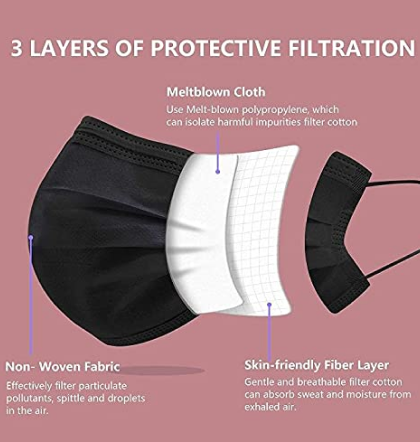 3 LAYERS OF PROTECTIVE FILTRATION
Meltblown Cloth
Use Melt-blown polypropylene, which
can isolate harmful impurities filter cotton
Non- Woven Fabric
Effectively filter particulate
pollutants, spittle and droplets
in the air.
Skin-friendly Fiber Layer
Gentle and breathable filter cotton
can absorb sweat and moisture from
exhaled air.